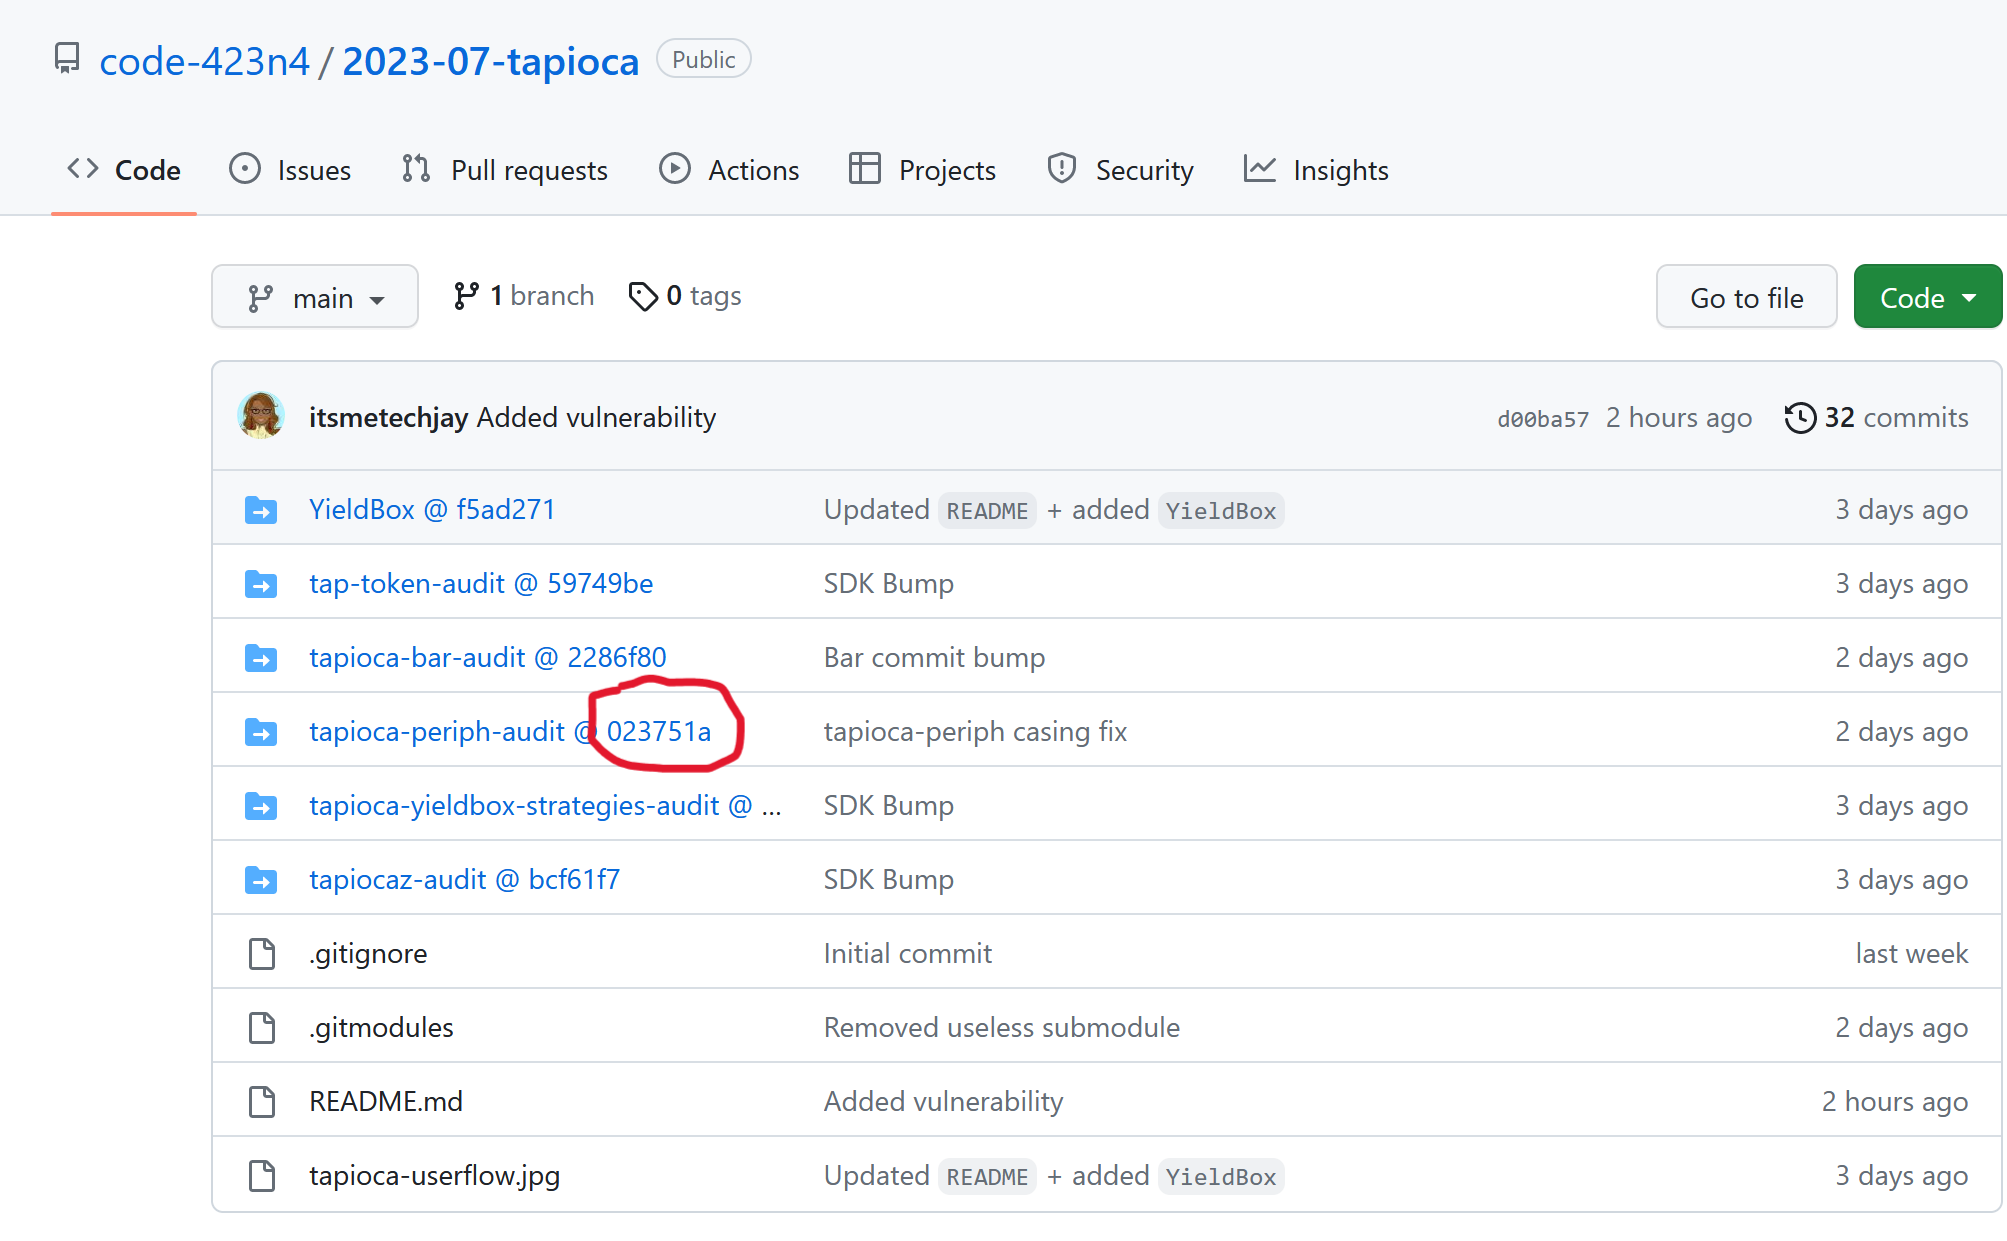 code-423n4 / 2023-07-tapioca Public
Code Issues Pull requests Actions Projects Security Insights
main 1 branch 0 tags Go to file Code
itsmetechjay Added vulnerability d00ba57 2 hours ago 32 commits
YieldBox @ f5ad271 Updated README + added YieldBox 3 days ago
tap-token-audit @ 59749be SDK Bump 3 days ago
tapioca-bar-audit @ 2286f80 Bar commit bump 2 days ago
tapioca-periph-audit @ 023751a tapioca-periph casing fix 2 days ago
tapioca-yieldbox-strategies-audit @ ... SDK Bump 3 days ago
tapiocaz-audit @ bcf61f7 SDK Bump 3 days ago
.gitignore Initial commit last week
.gitmodules Removed useless submodule 2 days ago
README.md Added vulnerability 2 hours ago
tapioca-userflow.jpg Updated README + added YieldBox 3 days ago